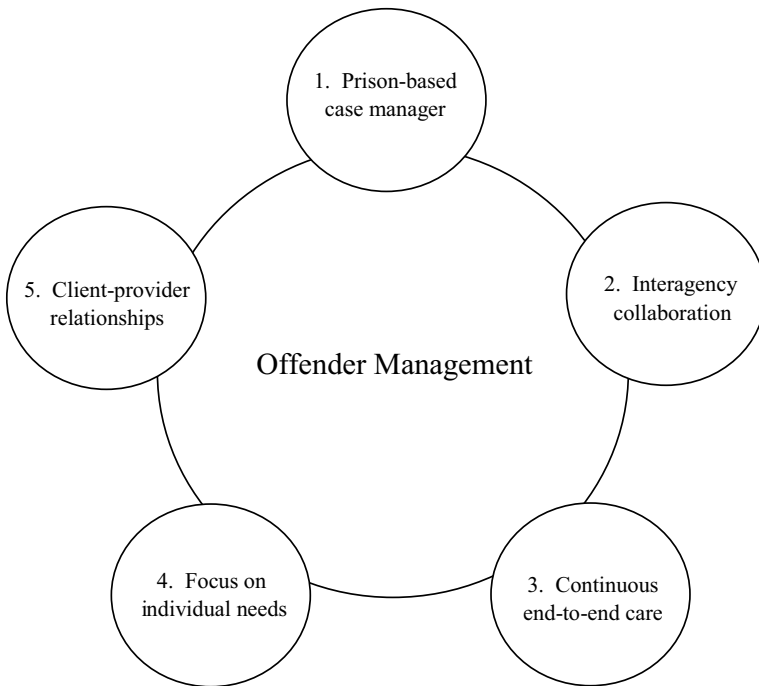 1. Prison-based
case manager
2. Interagency
collaboration
3. Continuous
end-to-end care
4. Focus on
individual needs
5. Client-provider
relationships
Offender Management